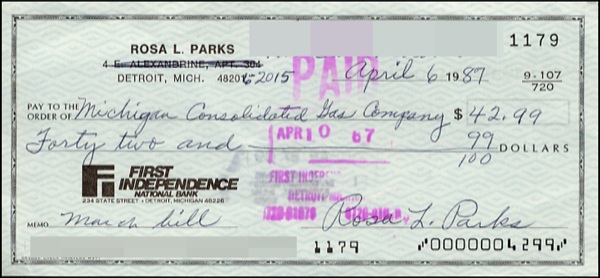 ROSA L. PARKS
1179
4 E. ALEXANDRINE, APT. 304
DETROIT, MICH. 48201 62015
April 6 1987
9-107
720
PAID
PAY TO THE
ORDER OF Michigan Consolidated Gas Company $ 42.99
Forty two and 99/100 DOLLARS
APR 10 87
FIRST
INDEPENDENCE
NATIONAL BANK
234 STATE STREET • DETROIT, MICHIGAN 48226
MEMO March bill
Rosa L. Parks
1179
0000004299